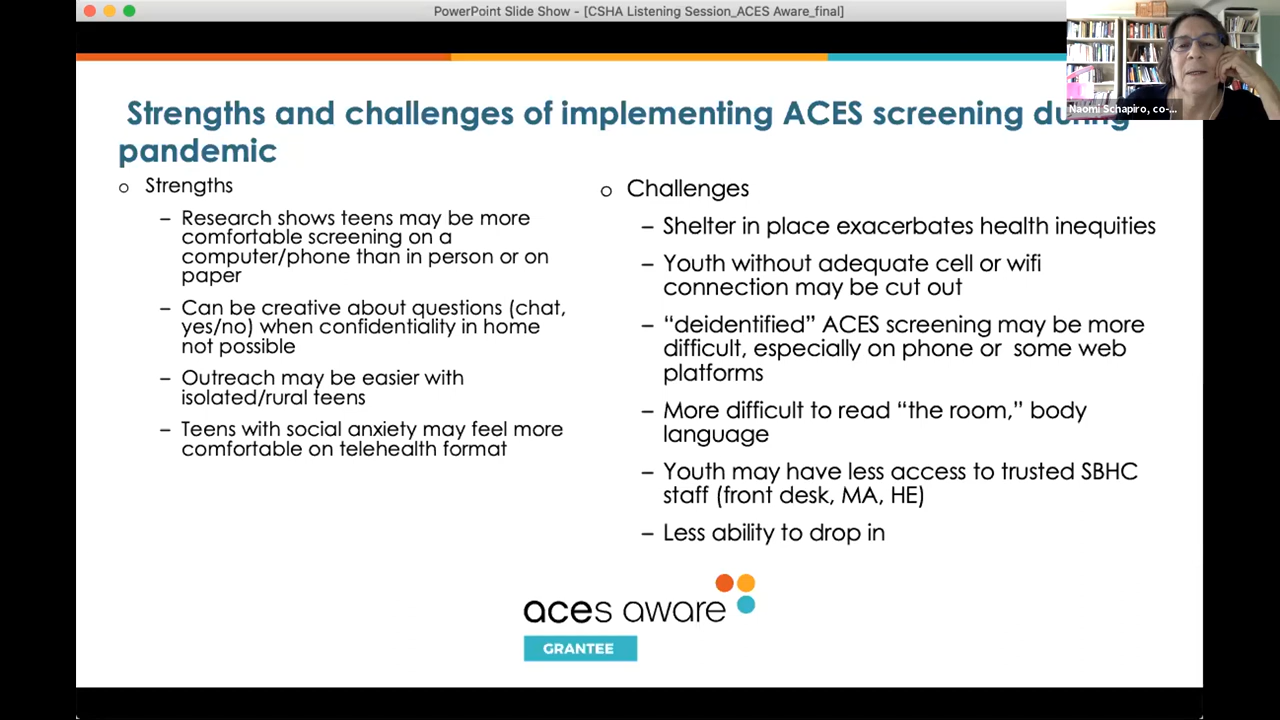 PowerPoint Slide Show - [CSHA Listening Session_ACES Aware_final]
Naomi Schapiro, co-...
Strengths and challenges of implementing ACES screening during
pandemic
o Strengths
– Research shows teens may be more
comfortable screening on a
computer/phone than in person or on
paper
– Can be creative about questions (chat,
yes/no) when confidentiality in home
not possible
– Outreach may be easier with
isolated/rural teens
– Teens with social anxiety may feel more
comfortable on telehealth format
o Challenges
– Shelter in place exacerbates health inequities
– Youth without adequate cell or wifi
connection may be cut out
– “deidentified” ACES screening may be more
difficult, especially on phone or some web
platforms
– More difficult to read “the room,” body
language
– Youth may have less access to trusted SBHC
staff (front desk, MA, HE)
– Less ability to drop in
aces aware
GRANTEE